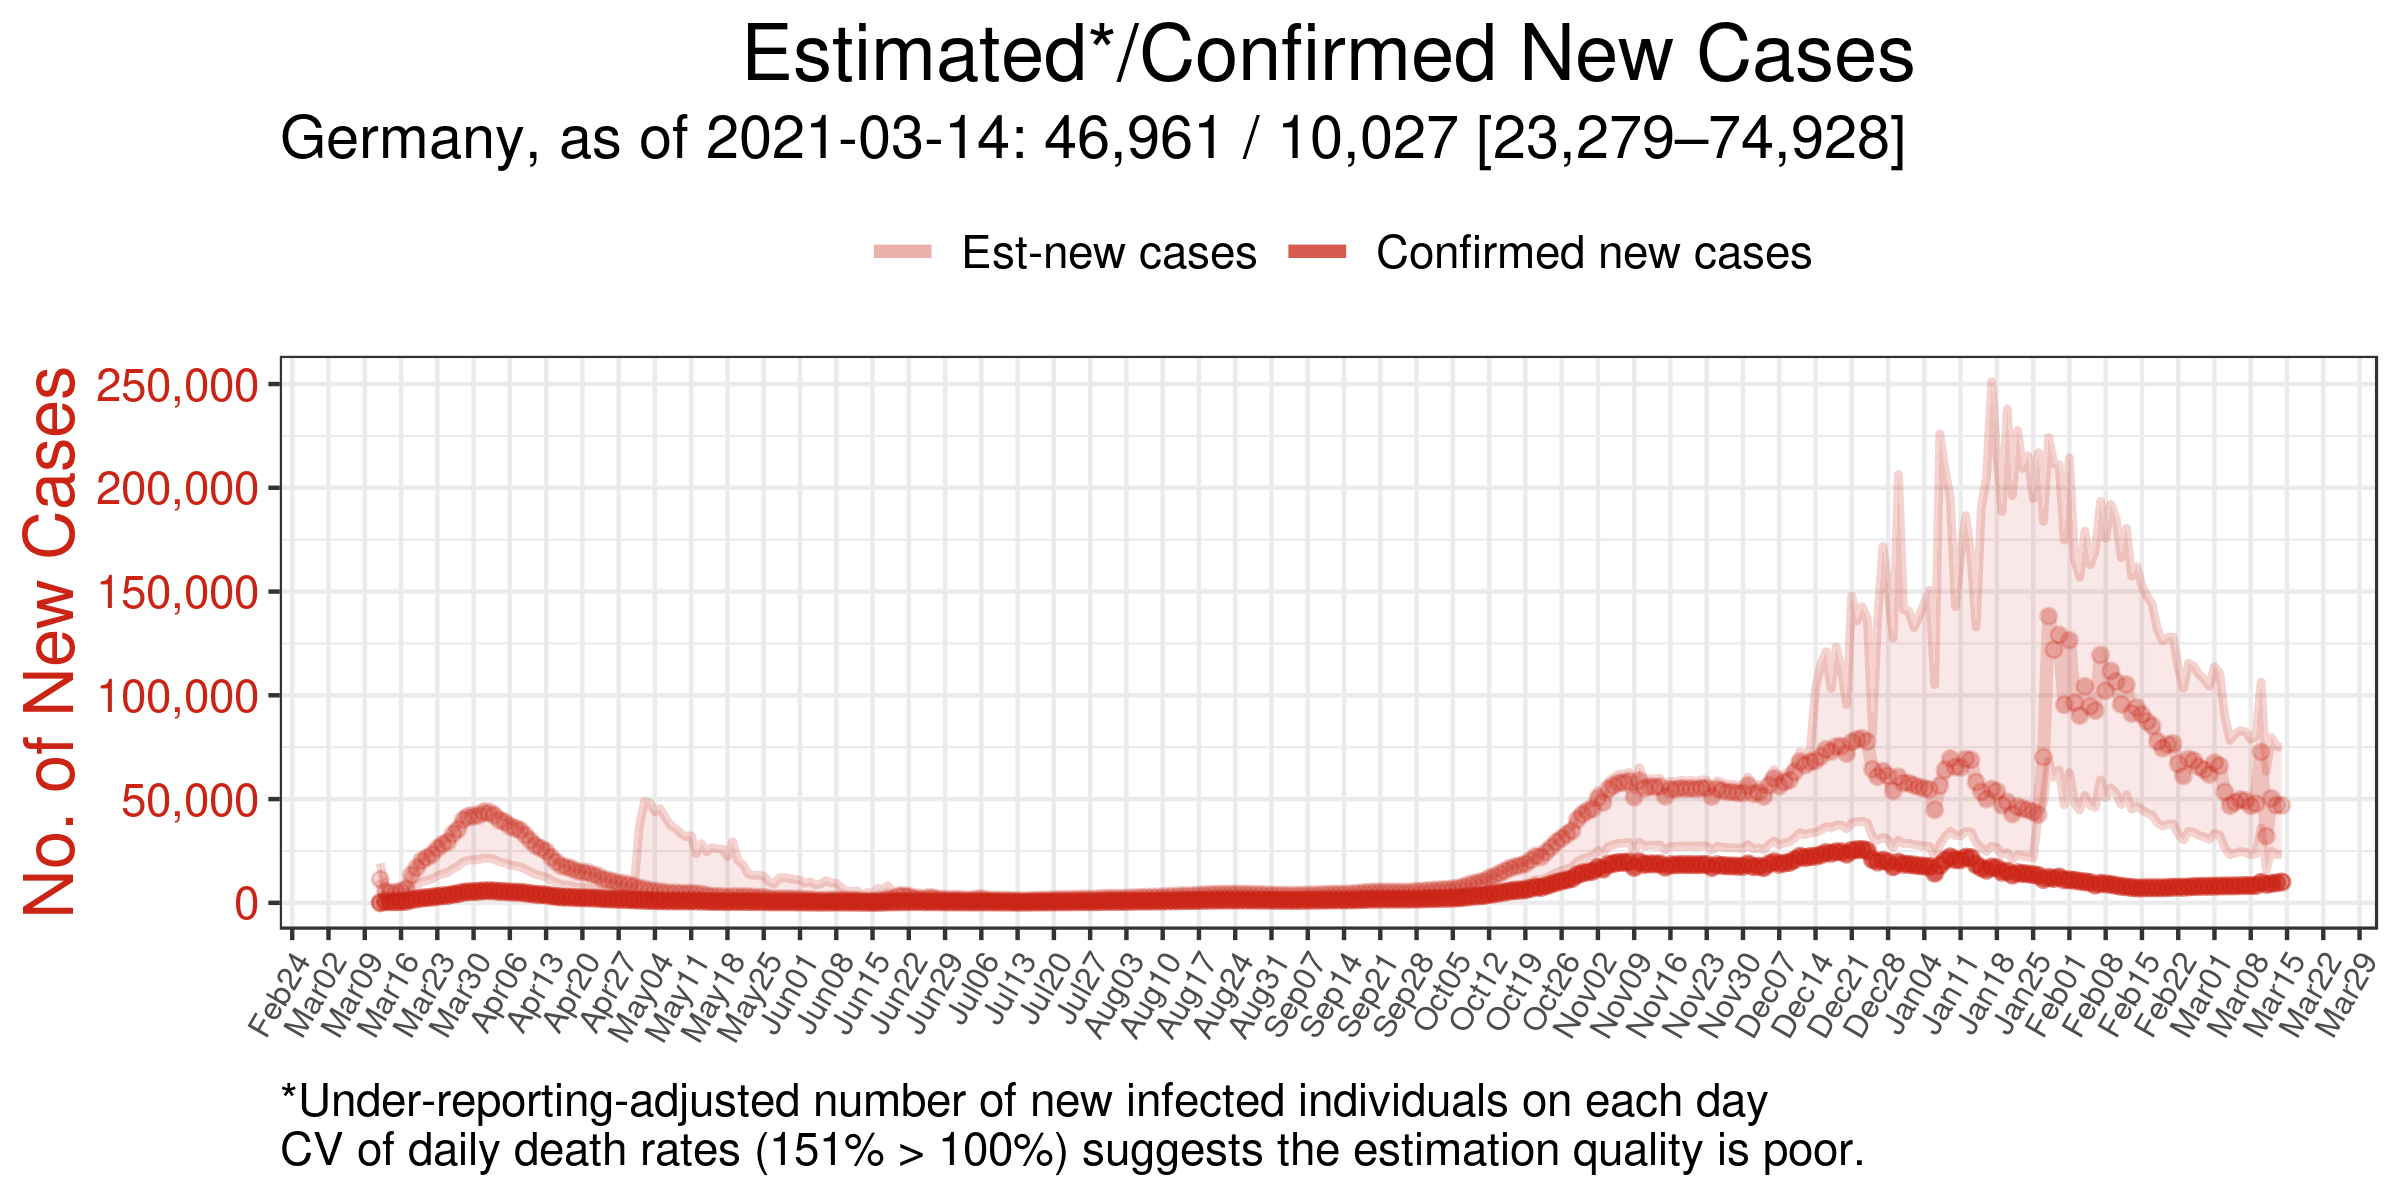 Estimated*/Confirmed New Cases
Germany, as of 2021-03-14: 46,961 / 10,027 [23,279–74,928]
Est-new cases
Confirmed new cases
No. of New Cases
250,000
200,000
150,000
100,000
50,000
0
Feb24
Mar02
Mar09
Mar16
Mar23
Mar30
Apr06
Apr13
Apr20
Apr27
May04
May11
May18
May25
Jun01
Jun08
Jun15
Jun22
Jun29
Jul06
Jul13
Jul20
Jul27
Aug03
Aug10
Aug17
Aug24
Aug31
Sep07
Sep14
Sep21
Sep28
Oct05
Oct12
Oct19
Oct26
Nov02
Nov09
Nov16
Nov23
Nov30
Dec07
Dec14
Dec21
Dec28
Jan04
Jan11
Jan18
Jan25
Feb01
Feb08
Feb15
Feb22
Mar01
Mar08
Mar15
Mar22
Mar29
*Under-reporting-adjusted number of new infected individuals on each day
CV of daily death rates (151% > 100%) suggests the estimation quality is poor.